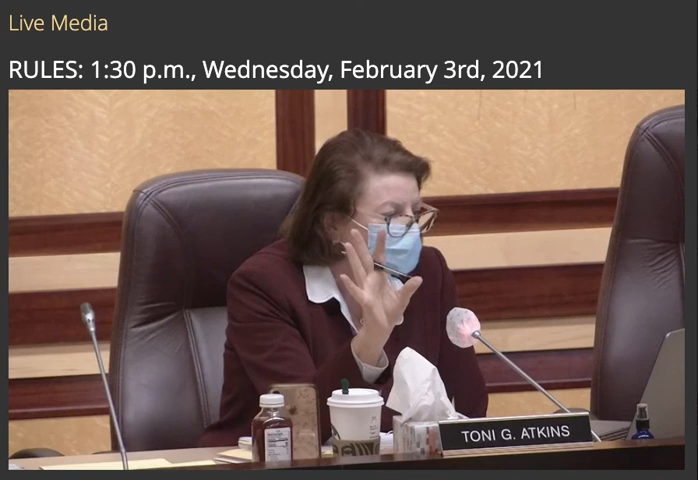 Live Media
RULES: 1:30 p.m., Wednesday, February 3rd, 2021
TONI G. ATKINS